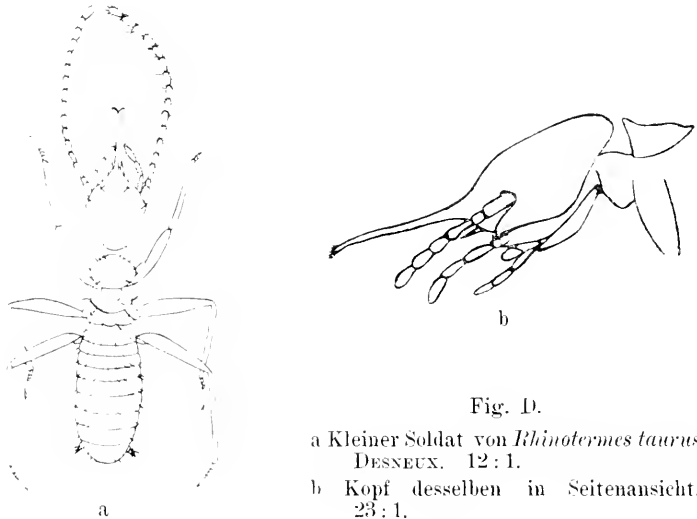 b
a
Fig. D.
a Kleiner Soldat von Rhinotermes taurus
DESNEUX. 12 : 1.
b Kopf desselben in Seitenansicht.
23 : 1.